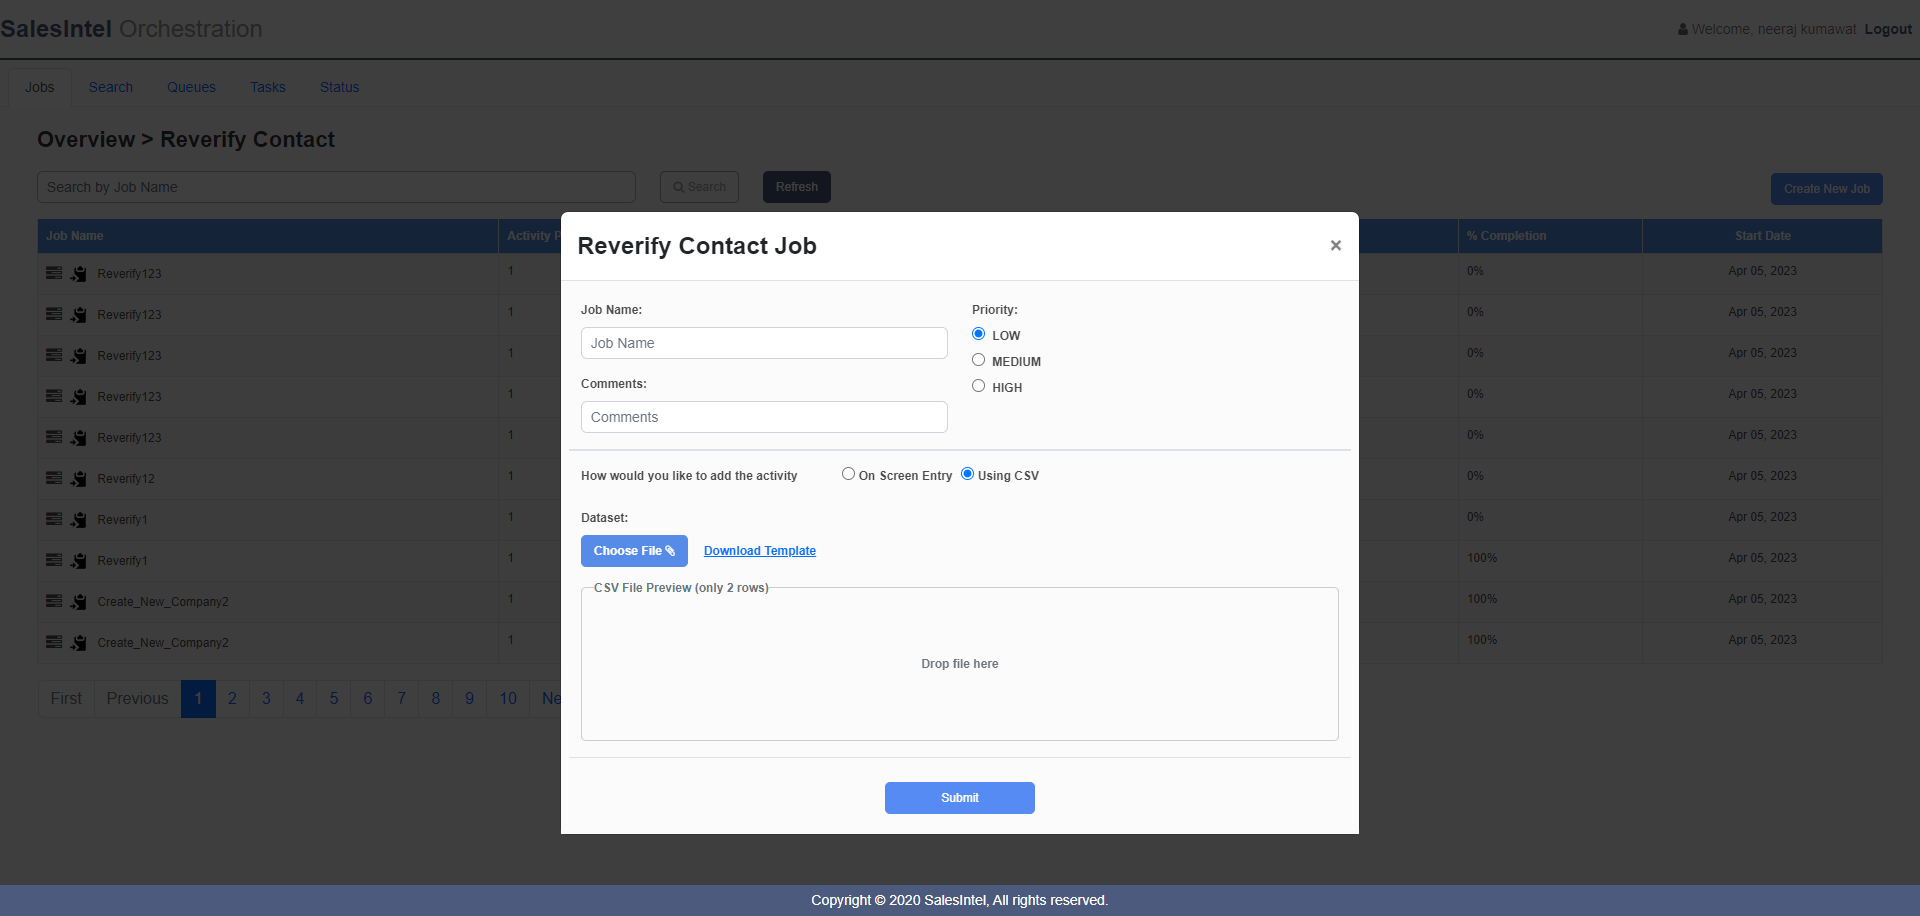 SalesIntel Orchestration
Welcome, neeraj kumawat Logout
Jobs Search Queues Tasks Status
Overview > Reverify Contact
Search by Job Name Search Refresh Create New Job
Job Name Activity P % Completion Start Date
Reverify123 1 0% Apr 05, 2023
Reverify123 1 0% Apr 05, 2023
Reverify123 1 0% Apr 05, 2023
Reverify123 1 0% Apr 05, 2023
Reverify123 1 0% Apr 05, 2023
Reverify12 1 0% Apr 05, 2023
Reverify1 1 0% Apr 05, 2023
Reverify1 1 100% Apr 05, 2023
Create_New_Company2 1 100% Apr 05, 2023
Create_New_Company2 1 100% Apr 05, 2023
First Previous 1 2 3 4 5 6 7 8 9 10 Ne
Reverify Contact Job ×
Job Name:
Job Name
Comments:
Comments
Priority:
LOW
MEDIUM
HIGH
How would you like to add the activity On Screen Entry Using CSV
Dataset:
Choose File Download Template
CSV File Preview (only 2 rows)
Drop file here
Submit
Copyright © 2020 SalesIntel, All rights reserved.